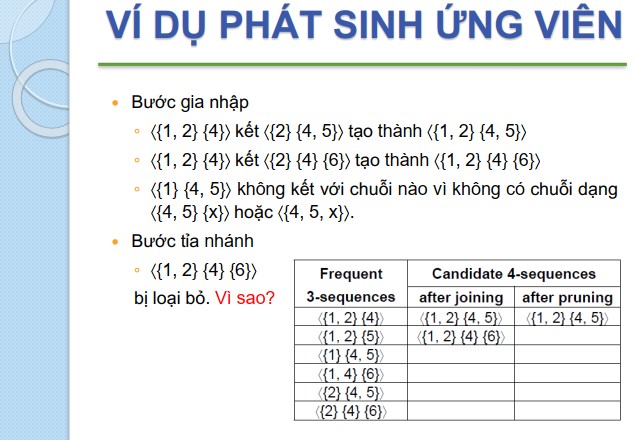 VÍ DỤ PHÁT SINH ỨNG VIÊN
• Bước gia nhập
◦ ⟨{1, 2} {4}⟩ kết ⟨{2} {4, 5}⟩ tạo thành ⟨{1, 2} {4, 5}⟩
◦ ⟨{1, 2} {4}⟩ kết ⟨{2} {4} {6}⟩ tạo thành ⟨{1, 2} {4} {6}⟩
◦ ⟨{1} {4, 5}⟩ không kết với chuỗi nào vì không có chuỗi dạng
⟨{4, 5} {x}⟩ hoặc ⟨{4, 5, x}⟩.
• Bước tỉa nhánh
◦ ⟨{1, 2} {4} {6}⟩
bị loại bỏ. Vì sao?
Frequent Candidate 4-sequences
3-sequences after joining after pruning
⟨{1, 2} {4}⟩ ⟨{1, 2} {4, 5}⟩ ⟨{1, 2} {4, 5}⟩
⟨{1, 2} {5}⟩ ⟨{1, 2} {4} {6}⟩
⟨{1} {4, 5}⟩
⟨{1, 4} {6}⟩
⟨{2} {4, 5}⟩
⟨{2} {4} {6}⟩